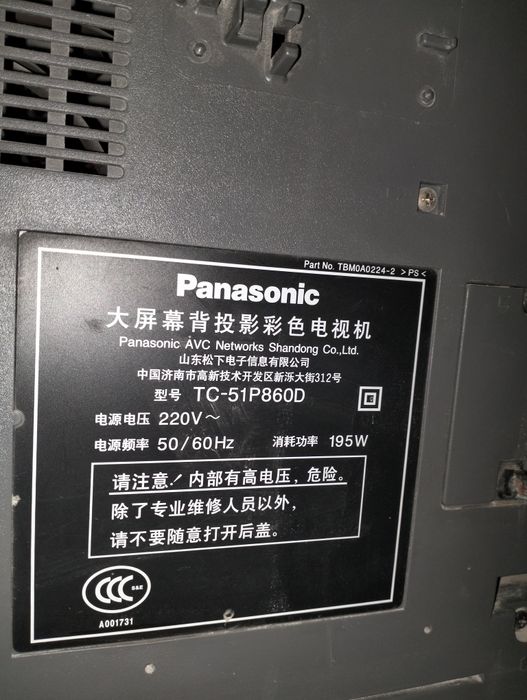 Part No. TBM0A0224-2 > PS <
Panasonic
大屏幕背投影彩色电视机
Panasonic AVC Networks Shandong Co.,Ltd.
山东松下电子信息有限公司
中国济南市高新技术开发区新泺大街312号
型号 TC-51P860D
电源电压 220V～
电源频率 50/60Hz 消耗功率 195W
请注意！内部有高电压，危险。
除了专业维修人员以外，
请不要随意打开后盖。
CCC S&E
A001731